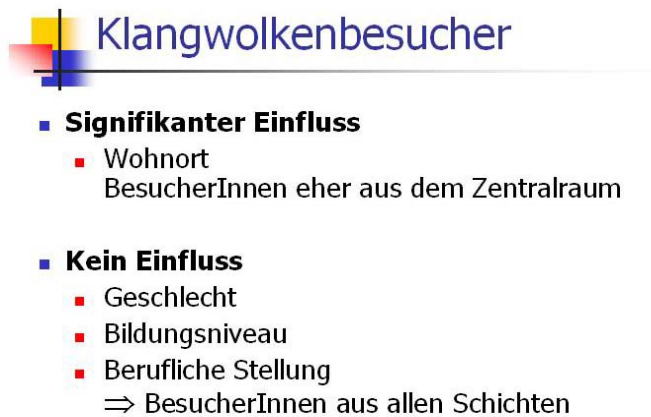 Klangwolkenbesucher
Signifikanter Einfluss
Wohnort
BesucherInnen eher aus dem Zentralraum
Kein Einfluss
Geschlecht
Bildungsniveau
Berufliche Stellung
⇒ BesucherInnen aus allen Schichten